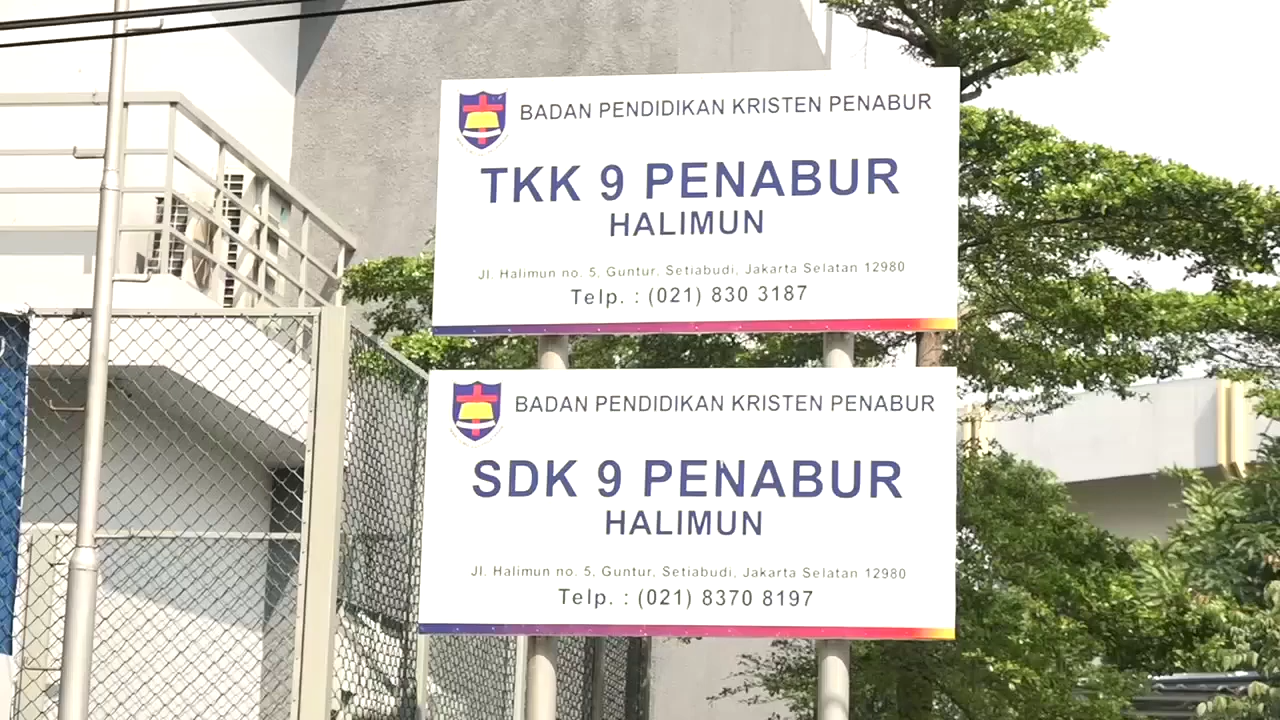 BADAN PENDIDIKAN KRISTEN PENABUR
TKK 9 PENABUR
HALIMUN
Jl. Halimun no. 5, Guntur, Setiabudi, Jakarta Selatan 12980
Telp. : (021) 830 3187
BADAN PENDIDIKAN KRISTEN PENABUR
SDK 9 PENABUR
HALIMUN
Jl. Halimun no. 5, Guntur, Setiabudi, Jakarta Selatan 12980
Telp. : (021) 8370 8197